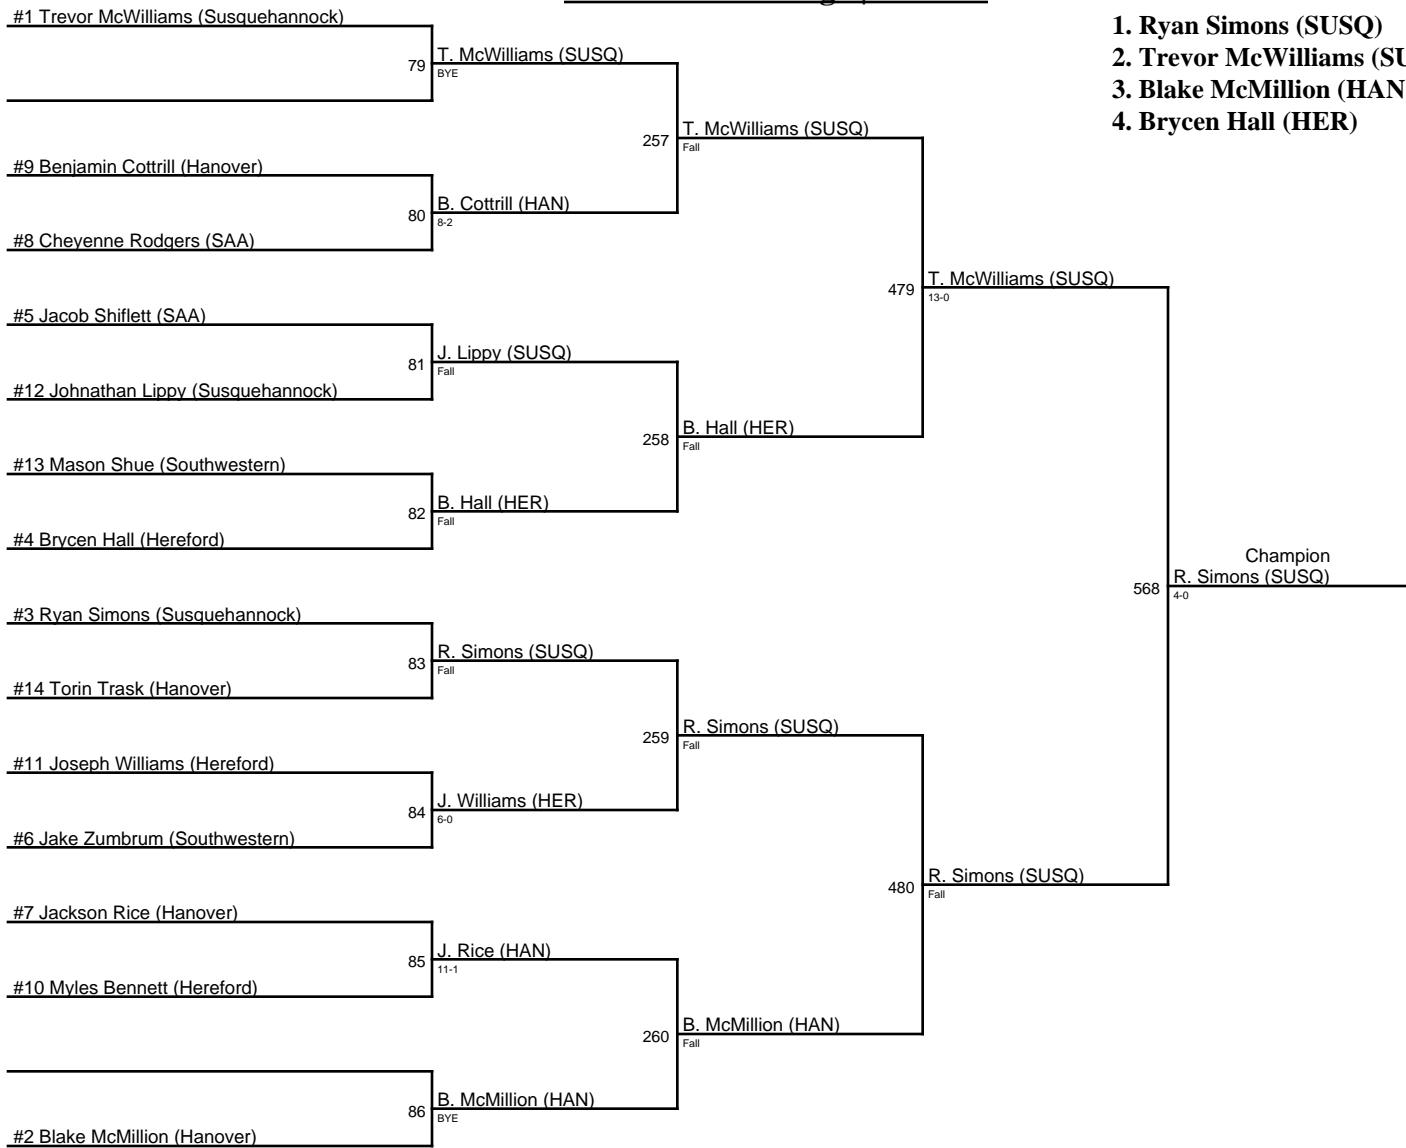 #1 Trevor McWilliams (Susquehannock)
79
T. McWilliams (SUSQ)
BYE
#9 Benjamin Cottrill (Hanover)
80
B. Cottrill (HAN)
8-2
#8 Cheyenne Rodgers (SAA)
257
T. McWilliams (SUSQ)
Fall
#5 Jacob Shiflett (SAA)
81
J. Lippy (SUSQ)
Fall
#12 Johnathan Lippy (Susquehannock)
258
B. Hall (HER)
Fall
#13 Mason Shue (Southwestern)
82
B. Hall (HER)
Fall
#4 Brycen Hall (Hereford)
479
T. McWilliams (SUSQ)
13-0
#3 Ryan Simons (Susquehannock)
83
R. Simons (SUSQ)
Fall
#14 Torin Trask (Hanover)
259
R. Simons (SUSQ)
Fall
#11 Joseph Williams (Hereford)
84
J. Williams (HER)
6-0
#6 Jake Zumbrum (Southwestern)
480
R. Simons (SUSQ)
Fall
#7 Jackson Rice (Hanover)
85
J. Rice (HAN)
11-1
#10 Myles Bennett (Hereford)
260
B. McMillion (HAN)
Fall
86
B. McMillion (HAN)
BYE
#2 Blake McMillion (Hanover)
568
Champion
R. Simons (SUSQ)
4-0
1. Ryan Simons (SUSQ)
2. Trevor McWilliams (SU
3. Blake McMillion (HAN
4. Brycen Hall (HER)